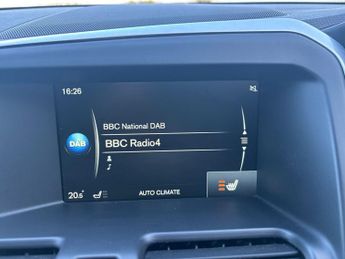 16:26
BBC National DAB
DAB
BBC Radio4
20.5°
AUTO CLIMATE